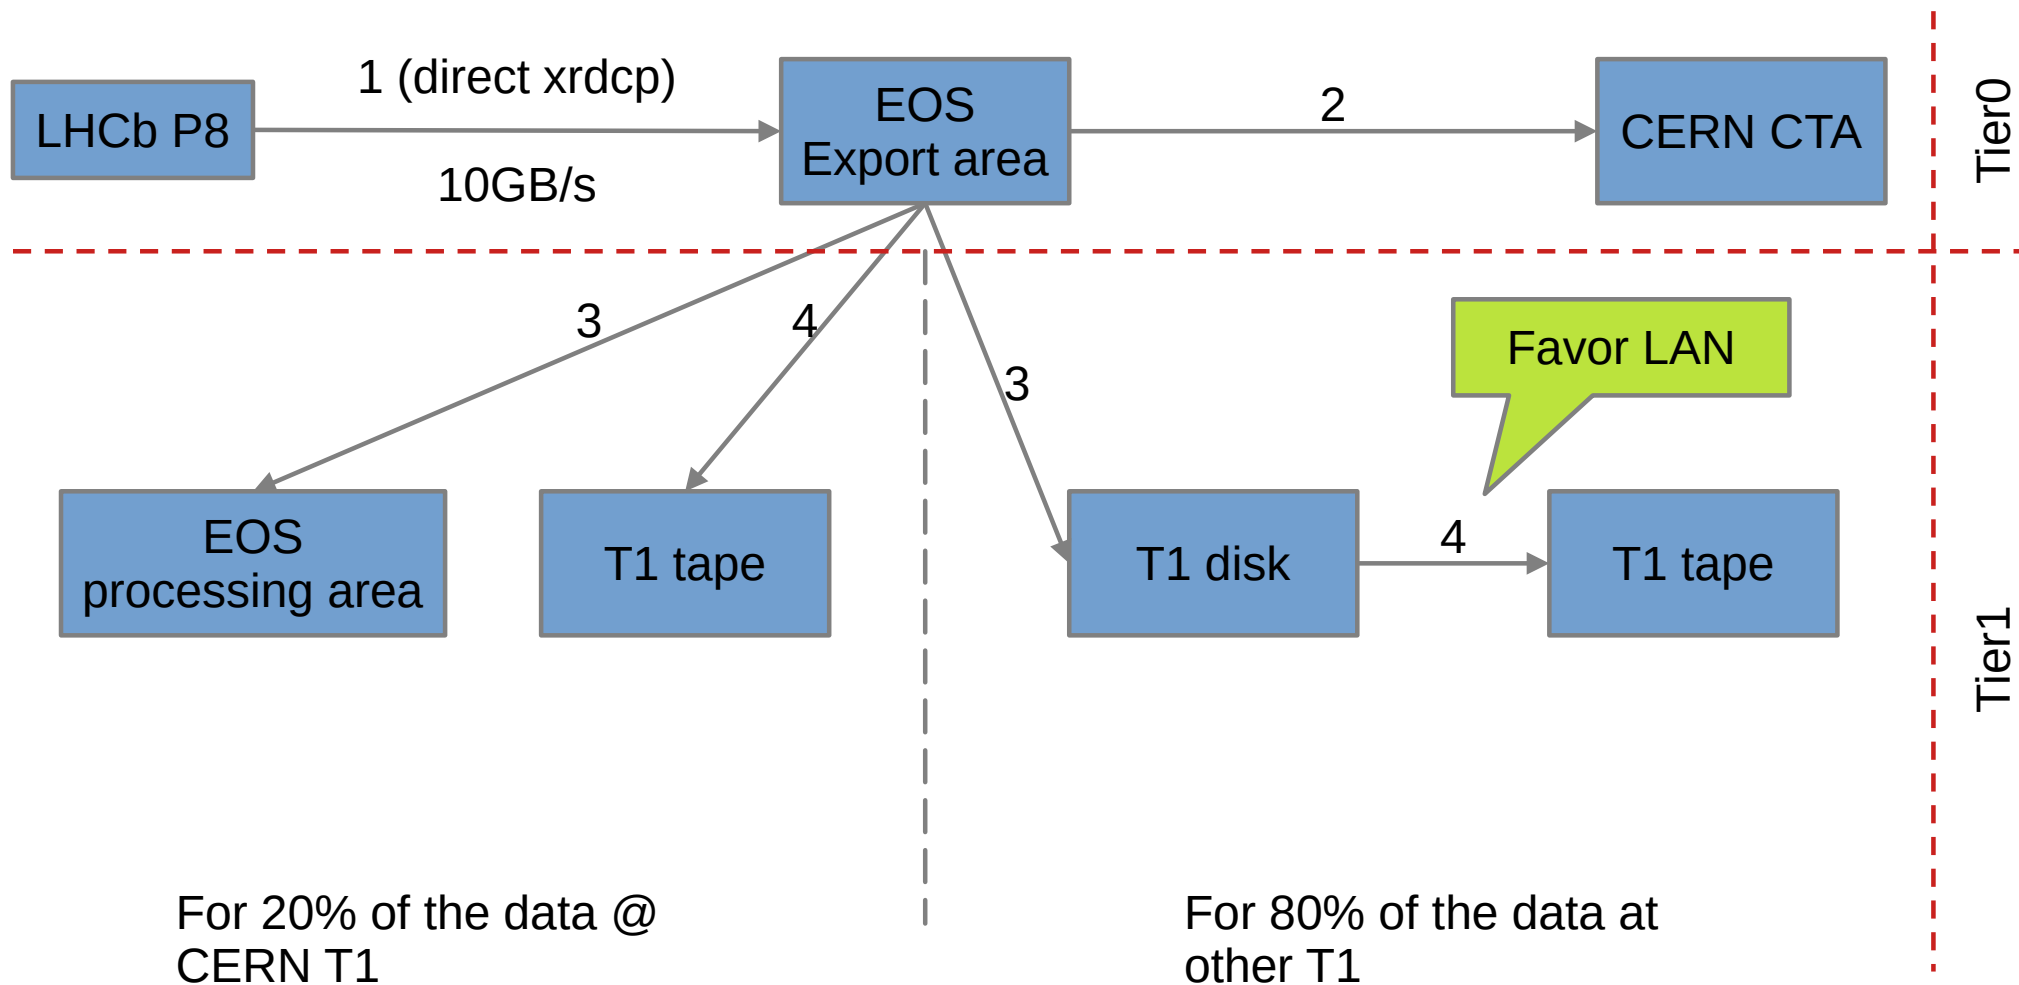 1 (direct xrdcp)
LHCb P8
10GB/s
EOS
Export area
2
CERN CTA
Tier0
3
4
3
Favor LAN
EOS
processing area
T1 tape
T1 disk
4
T1 tape
Tier1
For 20% of the data @
CERN T1
For 80% of the data at
other T1